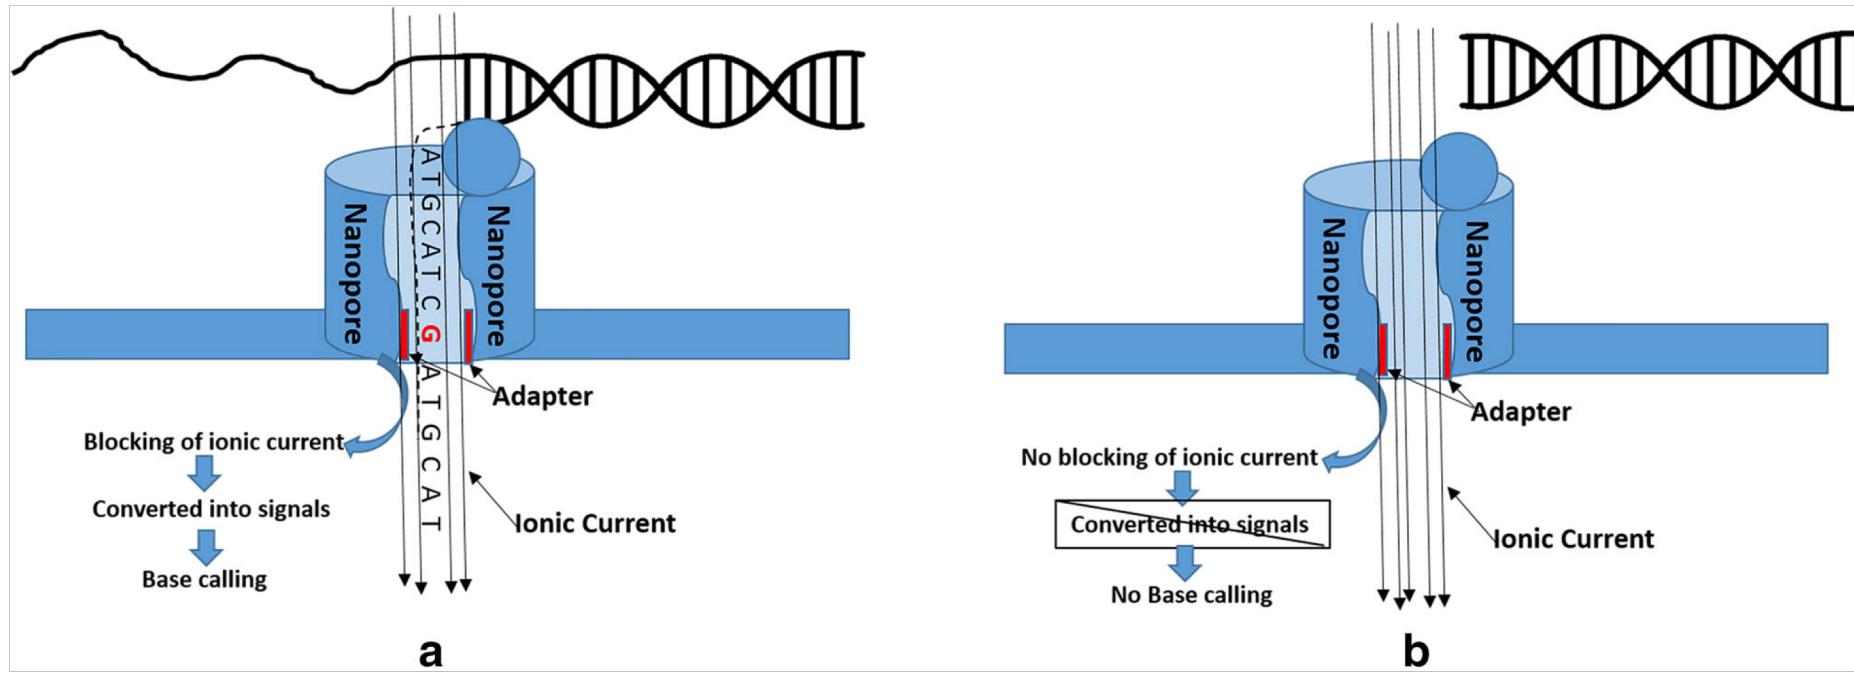 ATGCATCGATGCAT
Nanopore
Nanopore
Adapter
Blocking of ionic current
Converted into signals
Ionic Current
Base calling
a
Nanopore
Nanopore
Adapter
No blocking of ionic current
Converted into signals
Ionic Current
No Base calling
b